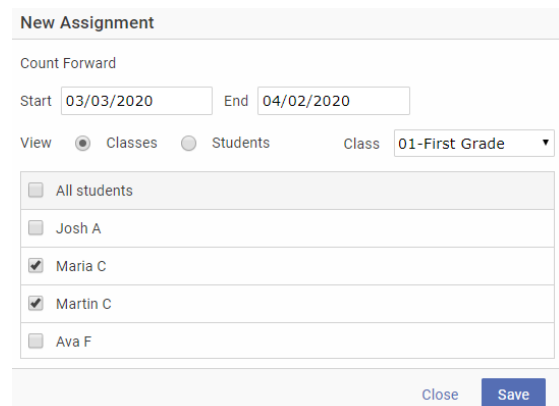 New Assignment
Count Forward
Start 03/03/2020 End 04/02/2020
View Classes Students Class 01-First Grade
All students
Josh A
Maria C
Martin C
Ava F
Close Save